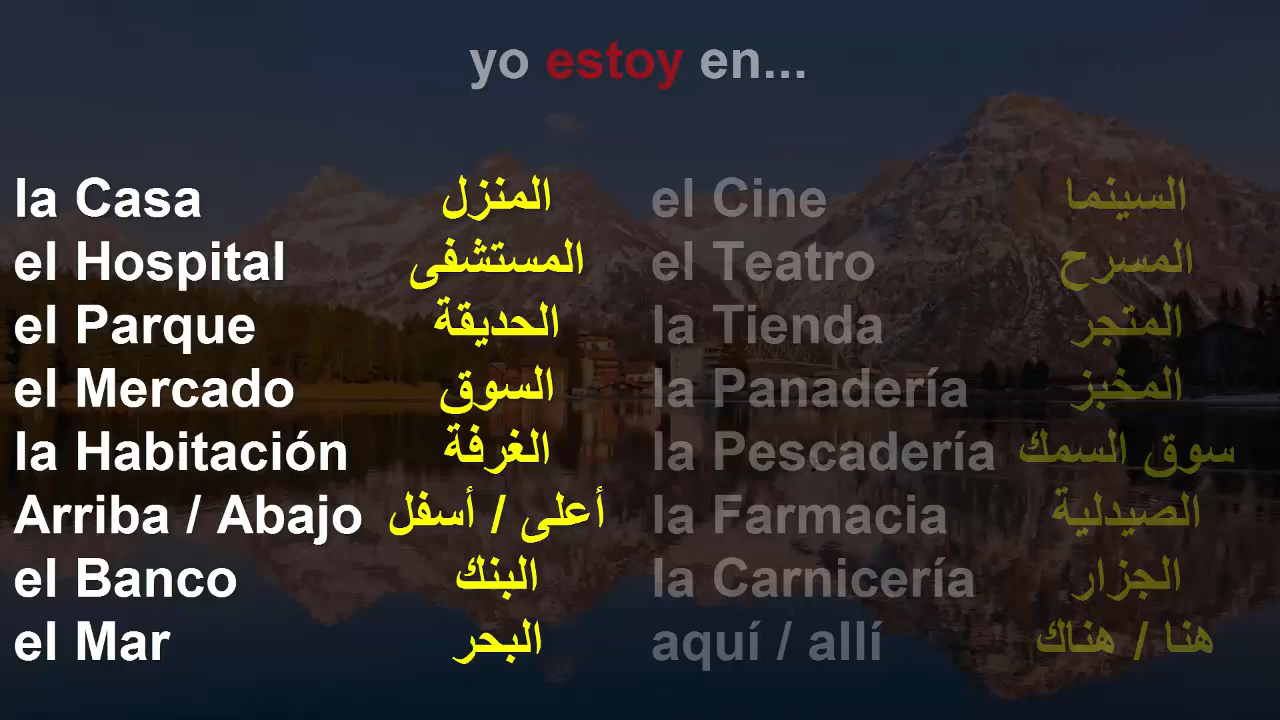 yo estoy en...
la Casa المنزل
el Hospital المستشفى
el Parque الحديقة
el Mercado السوق
la Habitación الغرفة
Arriba / Abajo أعلى / أسفل
el Banco البنك
el Mar البحر
el Cine السينما
el Teatro المسرح
la Tienda المتجر
la Panadería المخبز
la Pescadería سوق السمك
la Farmacia الصيدلية
la Carnicería الجزار
aquí / allí هنا / هناك